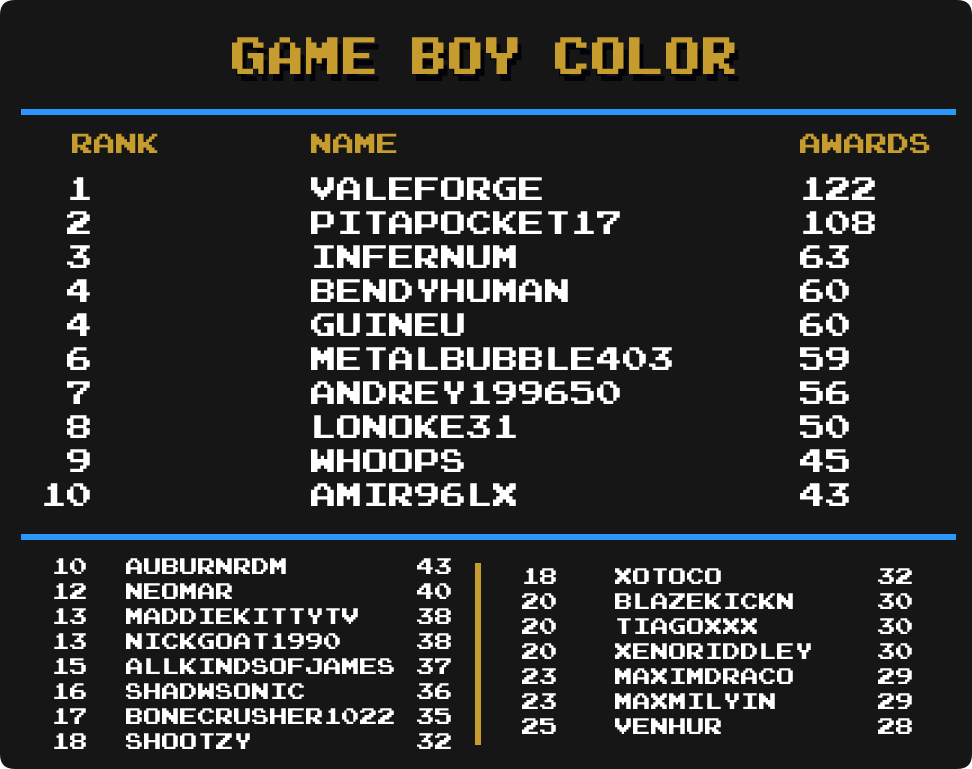 GAME BOY COLOR
RANK NAME AWARDS
1 VALEFORGE 122
2 PITAPOCKET17 108
3 INFERNUM 63
4 BENDYHUMAN 60
4 GUINEU 60
6 METALBUBBLE403 59
7 ANDREY199650 56
8 LONOKE31 50
9 WHOOPS 45
10 AMIR96LX 43
10 AUBURNRDM 43
12 NEOMAR 40
13 MADDIEKITTYTV 38
13 NICKGOAT1990 38
15 ALLKINDSOFJAMES 37
16 SHADWSONIC 36
17 BONECRUSHER1022 35
18 SHOOTZY 32
18 XOTOCO 32
20 BLAZEKICKN 30
20 TIAGOXXX 30
20 XENORIDDLEY 30
23 MAXIMDRACO 29
23 MAXMILYIN 29
25 VENHUR 28